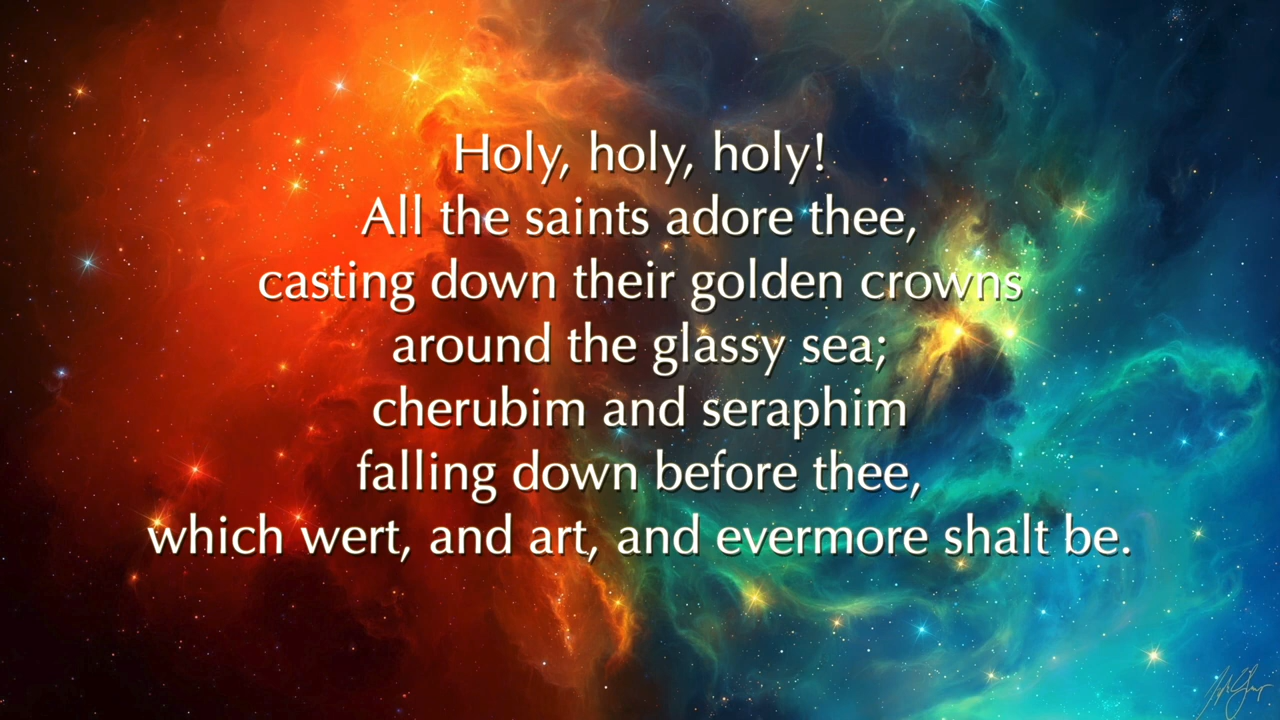 Holy, holy, holy!
All the saints adore thee,
casting down their golden crowns
around the glassy sea;
cherubim and seraphim
falling down before thee,
which wert, and art, and evermore shalt be.